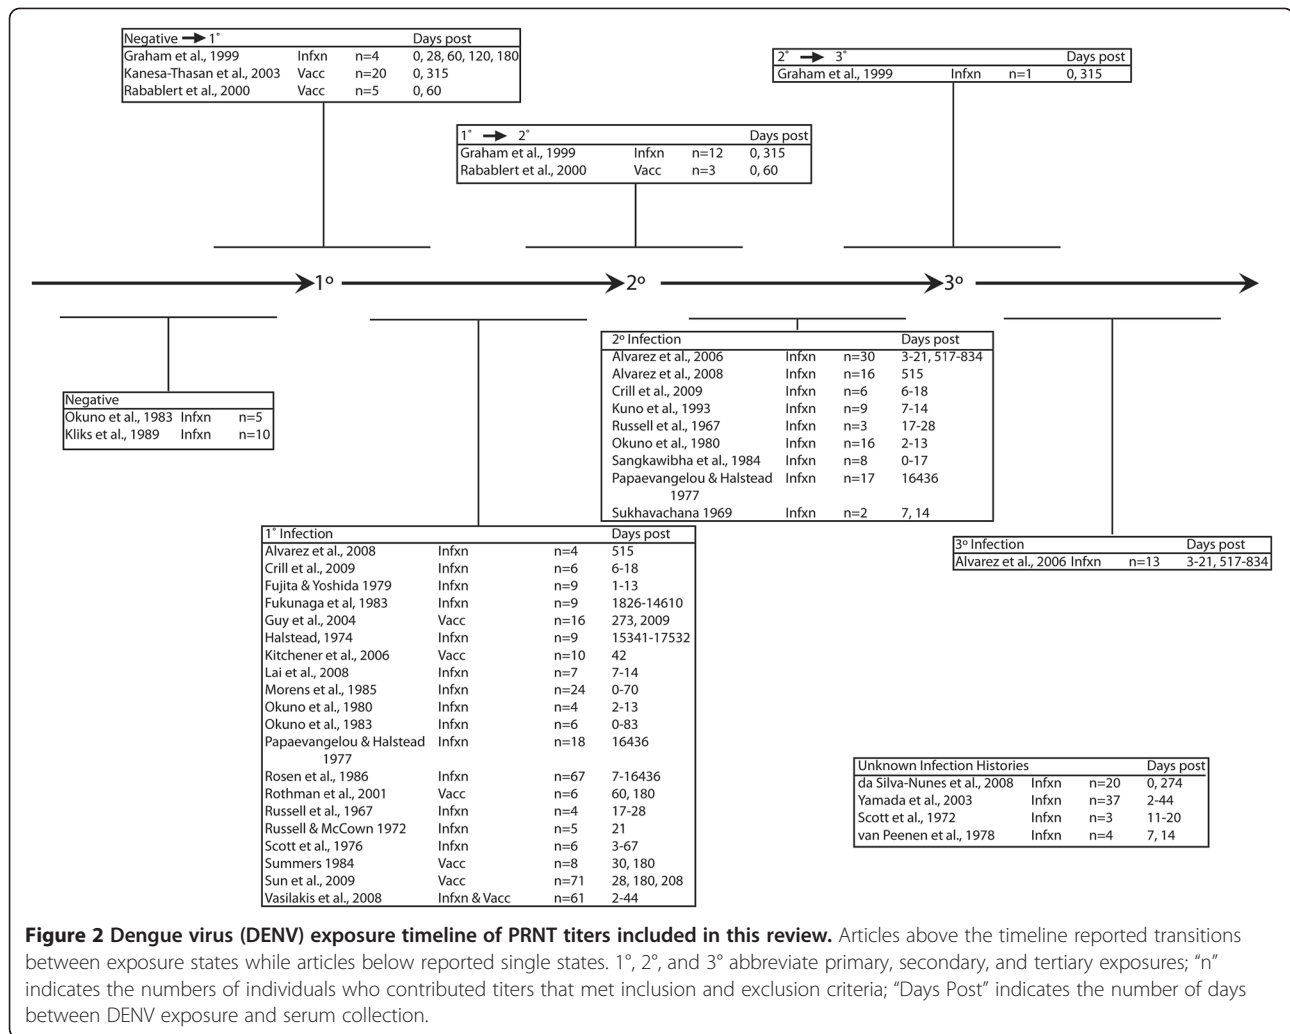 Negative → 1° Days post
Graham et al., 1999 Infxn n=4 0, 28, 60, 120, 180
Kanesa-Thasan et al., 2003 Vacc n=20 0, 315
Rabablert et al., 2000 Vacc n=5 0, 60
2° → 3° Days post
Graham et al., 1999 Infxn n=1 0, 315
1° → 2° Days post
Graham et al., 1999 Infxn n=12 0, 315
Rabablert et al., 2000 Vacc n=3 0, 60
1º 2º 3º
Negative
Okuno et al., 1983 Infxn n=5
Kliks et al., 1989 Infxn n=10
2º Infection Days post
Alvarez et al., 2006 Infxn n=30 3-21, 517-834
Alvarez et al., 2008 Infxn n=16 515
Crill et al., 2009 Infxn n=6 6-18
Kuno et al., 1993 Infxn n=9 7-14
Russell et al., 1967 Infxn n=3 17-28
Okuno et al., 1980 Infxn n=16 2-13
Sangkawibha et al., 1984 Infxn n=8 0-17
Papaevangelou & Halstead Infxn n=17 16436
1977
Sukhavachana 1969 Infxn n=2 7, 14
1° Infection Days post
Alvarez et al., 2008 Infxn n=4 515
Crill et al., 2009 Infxn n=6 6-18
Fujita & Yoshida 1979 Infxn n=9 1-13
Fukunaga et al, 1983 Infxn n=9 1826-14610
Guy et al., 2004 Vacc n=16 273, 2009
Halstead, 1974 Infxn n=9 15341-17532
Kitchener et al., 2006 Vacc n=10 42
Lai et al., 2008 Infxn n=7 7-14
Morens et al., 1985 Infxn n=24 0-70
Okuno et al., 1980 Infxn n=4 2-13
Okuno et al., 1983 Infxn n=6 0-83
Papaevangelou & Halstead Infxn n=18 16436
1977
Rosen et al., 1986 Infxn n=67 7-16436
Rothman et al., 2001 Vacc n=6 60, 180
Russell et al., 1967 Infxn n=4 17-28
Russell & McCown 1972 Infxn n=5 21
Scott et al., 1976 Infxn n=6 3-67
Summers 1984 Vacc n=8 30, 180
Sun et al., 2009 Vacc n=71 28, 180, 208
Vasilakis et al., 2008 Infxn & Vacc n=61 2-44
3º Infection Days post
Alvarez et al., 2006 Infxn n=13 3-21, 517-834
Unknown Infection Histories Days post
da Silva-Nunes et al., 2008 Infxn n=20 0, 274
Yamada et al., 2003 Infxn n=37 2-44
Scott et al., 1972 Infxn n=3 11-20
van Peenen et al., 1978 Infxn n=4 7, 14
Figure 2 Dengue virus (DENV) exposure timeline of PRNT titers included in this review. Articles above the timeline reported transitions
between exposure states while articles below reported single states. 1°, 2°, and 3° abbreviate primary, secondary, and tertiary exposures; “n”
indicates the numbers of individuals who contributed titers that met inclusion and exclusion criteria; “Days Post” indicates the number of days
between DENV exposure and serum collection.